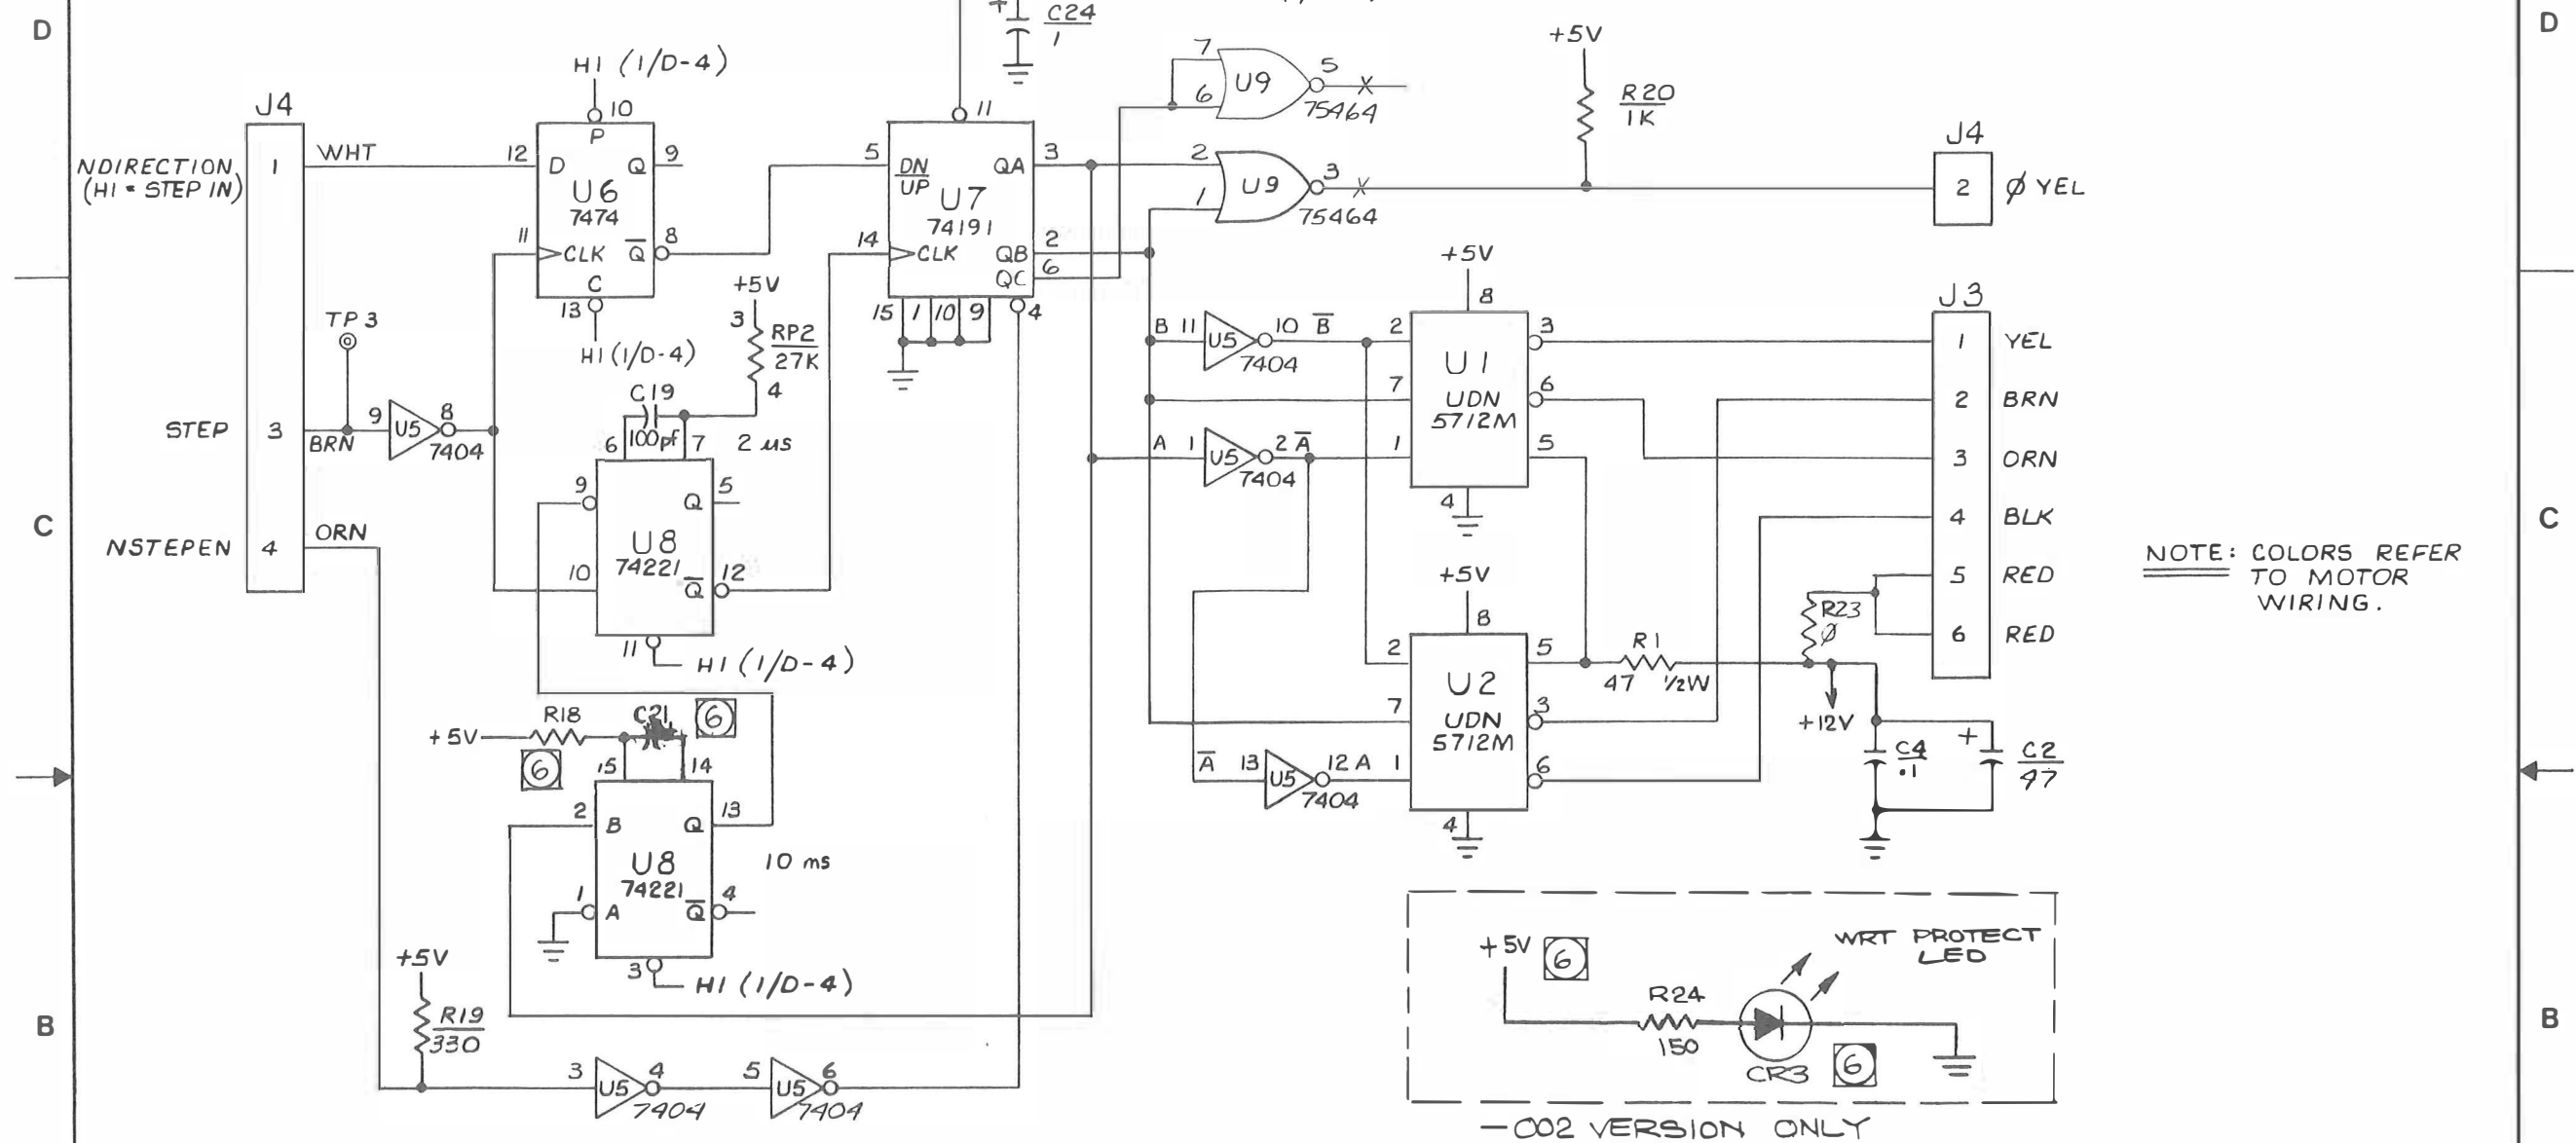 D
D
C24
1
+
+5V
HI (1/D-4)
J4
10
11
7
6
U9
5
75464
R20
1K
J4
NDIRECTION
(HI = STEP IN)
1
WHT
12
D
P
Q
9
U6
7474
11
CLK
Q̅
8
C
13
HI (1/D-4)
5
DN
UP
QA
3
U7
74191
14
CLK
QB
2
QC
6
15
1
10
9
4
2
1
U9
3
75464
2
Ø YEL
+5V
3
RP2
27K
4
+5V
8
J3
TP 3
STEP
3
BRN
9
U5
8
7404
C19
100pf
6
7
2 us
9
Q
5
U8
74221
10
Q̅
12
11
HI (1/D-4)
B
11
U5
10
B̅
7404
2
7
U1
UDN
5712M
3
6
5
1
4
A
1
U5
2
A̅
7404
1
YEL
2
BRN
3
ORN
4
BLK
5
RED
6
RED
C
C
NSTEPEN
4
ORN
NOTE: COLORS REFER
TO MOTOR
WIRING.
+5V
8
2
5
R1
47
½W
R23
Ø
7
U2
UDN
5712M
3
6
+12V
+
C4
.1
C2
47
+5V
R18
C21
6
6
15
14
A̅
13
U5
12
A
7404
1
4
2
B
Q
13
U8
74221
10 ms
1
A
Q̅
4
3
HI (1/D-4)
+5V
R19
330
B
B
+5V
6
WRT PROTECT
LED
R24
150
CR3
6
3
U5
4
7404
5
U5
6
7404
-002 VERSION ONLY